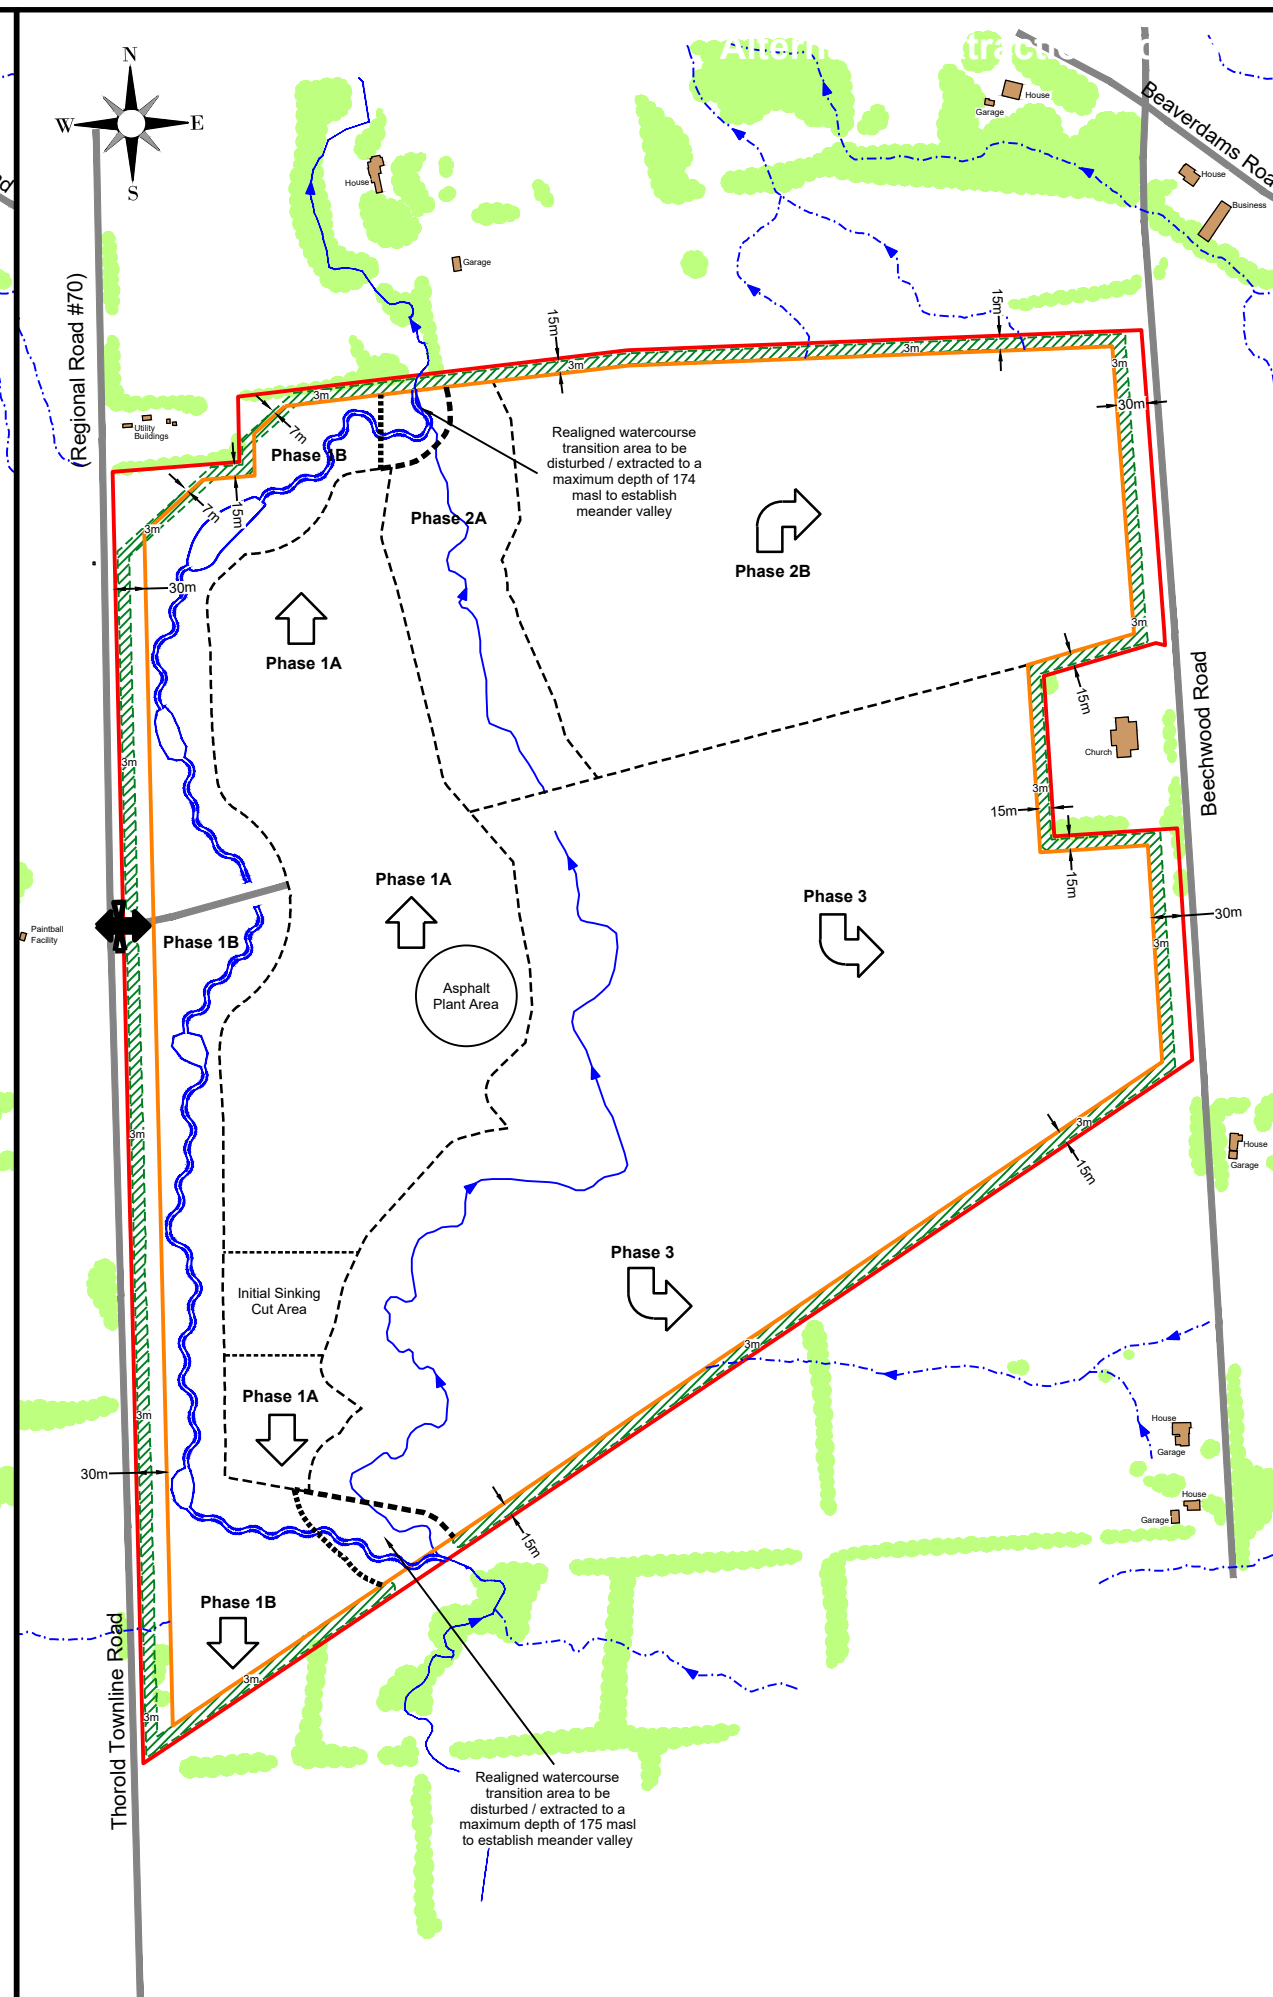 N
W
E
S
House
Garage
House
Garage
Beaverdams
House
Business
(Regional Road #70)
Utility
Buildings
15m
3m
15m
3m
3m
30m
3m
7m
Phase 1B
7m
15m
3m
30m
Realigned watercourse
transition area to be
disturbed / extracted to a
maximum depth of 174
masl to establish
meander valley
Phase 2A
Phase 2B
Phase 1A
3m
15m
Church
Beechwood Road
3m
3m
15m
15m
Phase 1A
Phase 3
30m
3m
Paintball
Facility
Phase 1B
Asphalt
Plant Area
3m
3m
15m
House
Garage
Phase 3
Initial Sinking
Cut Area
3m
Phase 1A
3m
30m
House
Garage
House
Garage
15m
Phase 1B
3m
3m
Thorold Townline Road
Realigned watercourse
transition area to be
disturbed / extracted to a
maximum depth of 175 masl
to establish meander valley